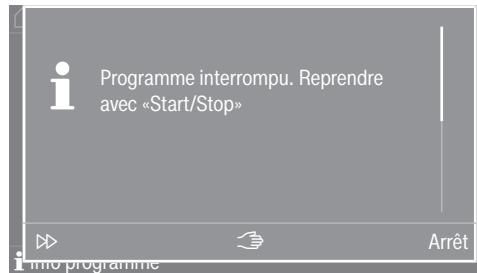 Programme interrompu. Reprendre
avec «Start/Stop»
Arrêt
Info programme